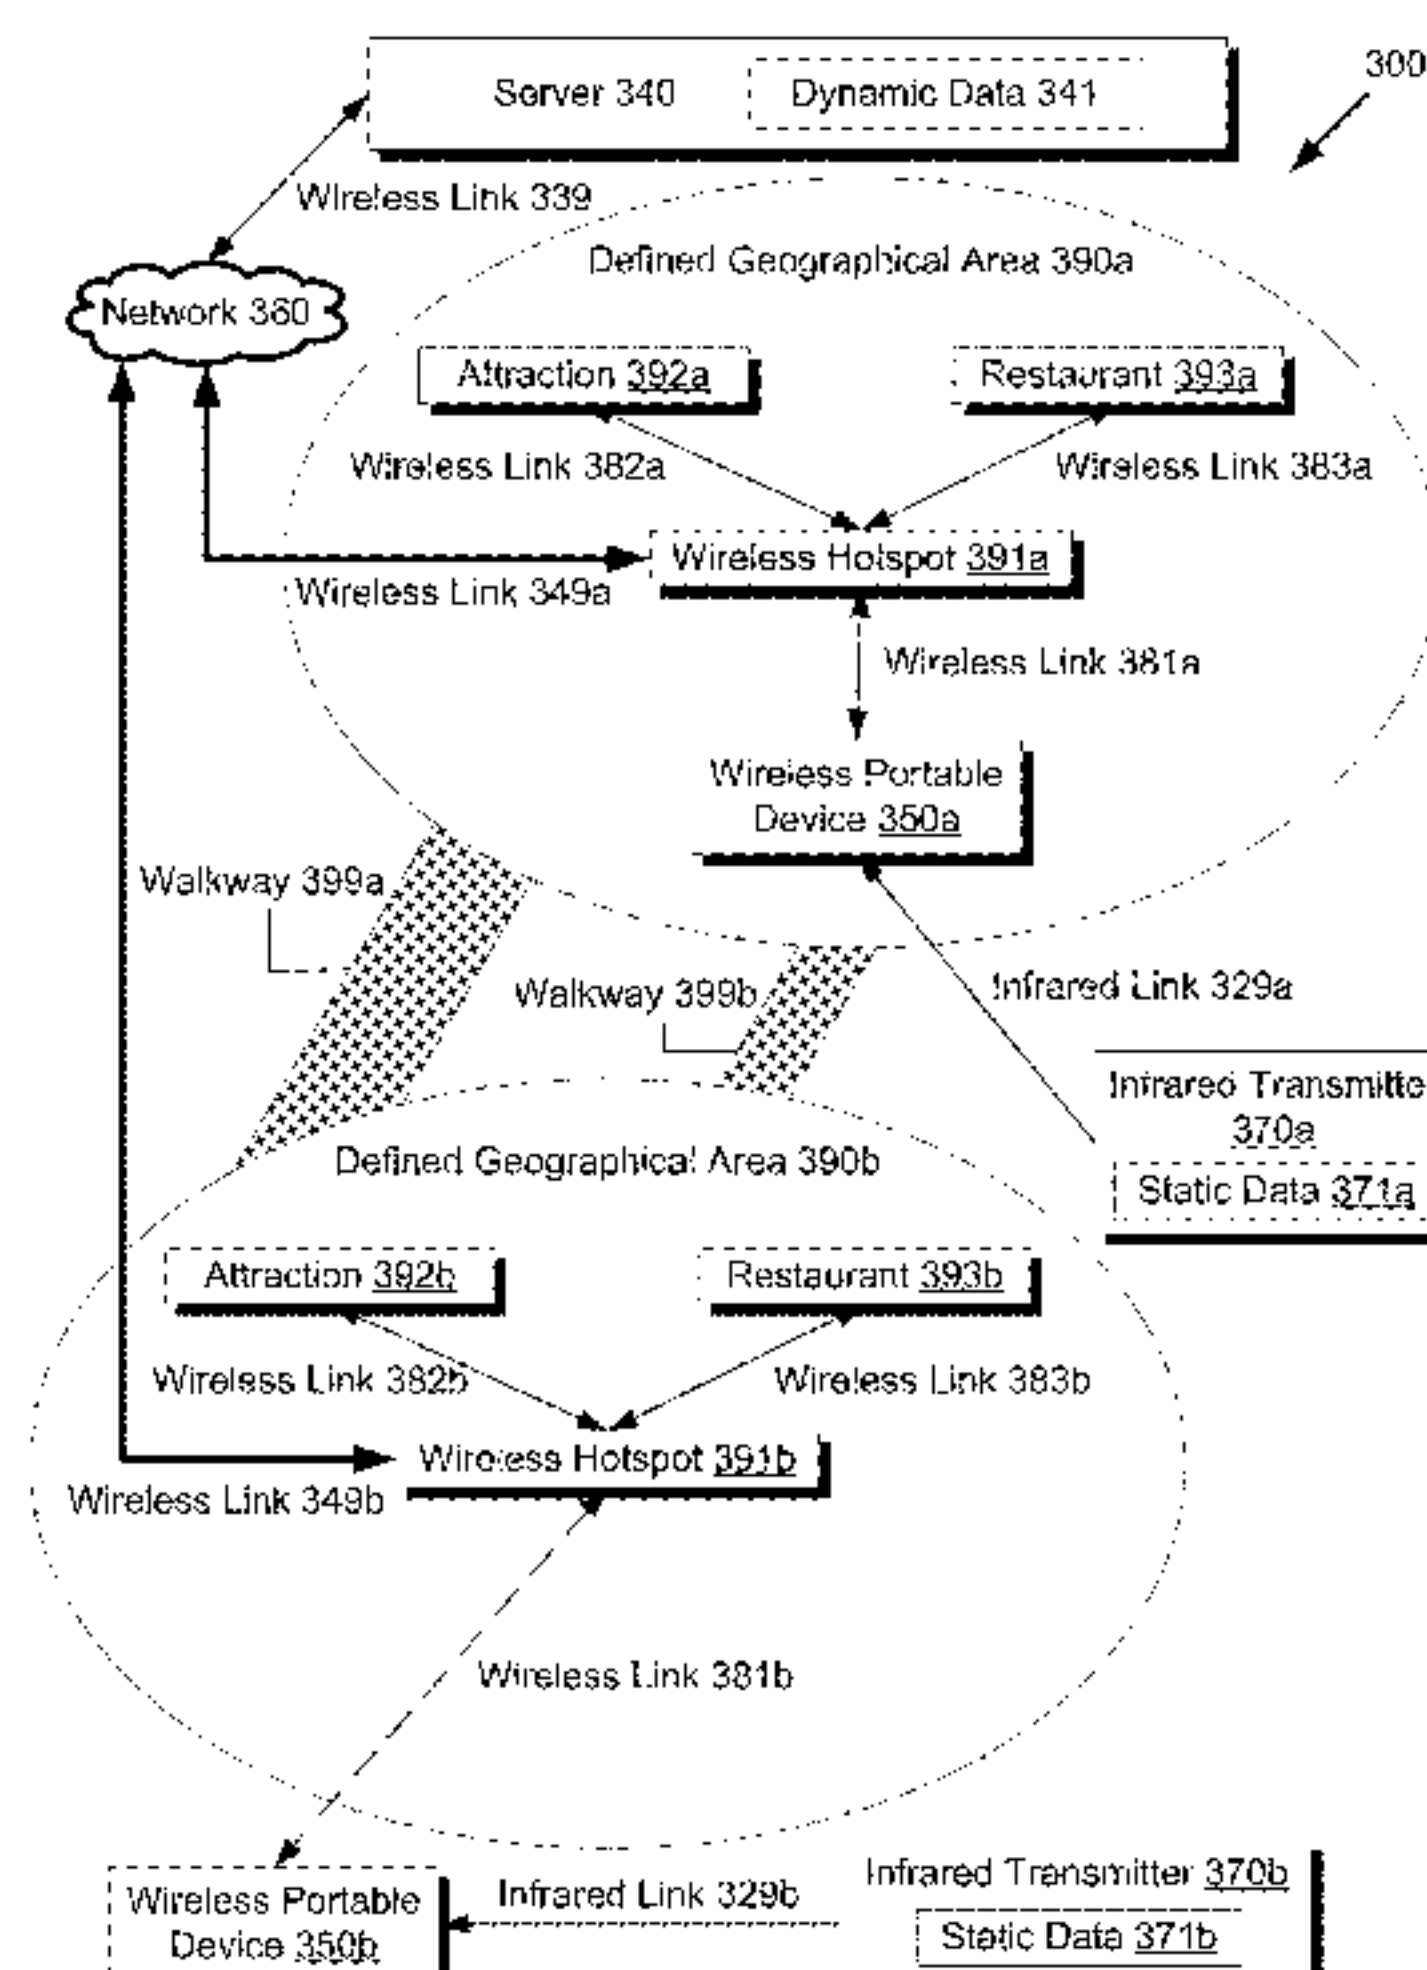 300
Server 340
Dynamic Data 341
Wireless Link 339
Defined Geographical Area 390a
Network 360
Attraction 392a
Restaurant 393a
Wireless Link 382a
Wireless Link 383a
Wireless Hotspot 391a
Wireless Link 349a
Wireless Link 381a
Wireless Portable
Device 350a
Walkway 399a
Walkway 399b
Infrared Link 329a
Infrared Transmitte
370a
Defined Geographical Area 390b
Static Data 371a
Attraction 392b
Restaurant 393b
Wireless Link 382b
Wireless Link 383b
Wireless Hotspot 391b
Wireless Link 349b
Wireless Link 381b
Infrared Transmitter 370b
Wireless Portable
Device 350b
Infrared Link 329b
Static Data 371b